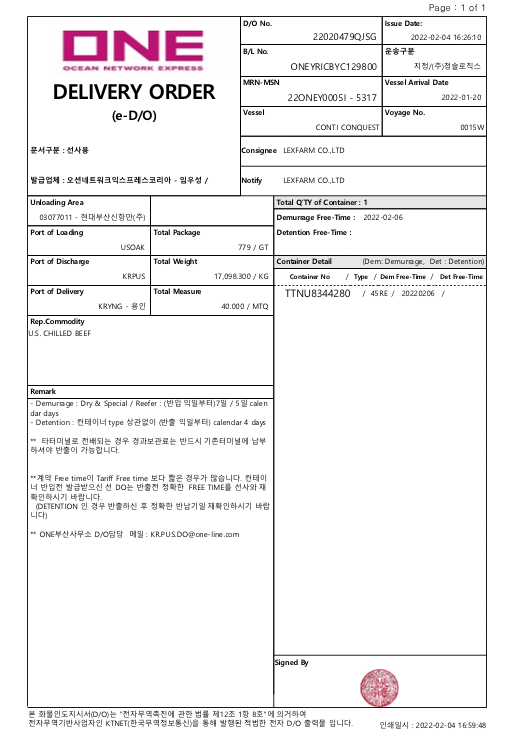 Page : 1 of 1
ONE
OCEAN NETWORK EXPRESS
DELIVERY ORDER
(e-D/O)
문서구분 : 선사용
발급업체 : 오션네트워크익스프레스코리아 - 임우성 /
D/O No.
22020479QJSG
Issue Date:
2022-02-04 16:26:10
B/L No.
ONEYRICBYC129800
운송구분
지정/(주)정솔로직스
MRN-MSN
22ONEY0005I - 5317
Vessel Arrival Date
2022-01-20
Vessel
CONTI CONQUEST
Voyage No.
0015W
Consignee LEXFARM CO.,LTD
Notify LEXFARM CO.,LTD
Unloading Area
03077011 - 현대부산신항만(주)
Port of Loading
USOAK
Total Package
779 / GT
Port of Discharge
KRPUS
Total Weight
17,098.300 / KG
Port of Delivery
KRYNG - 용인
Total Measure
40.000 / MTQ
Rep.Commodity
U.S. CHILLED BEEF
Remark
- Demurrage : Dry & Special / Reefer : (반입 익일부터)7일 / 5일 calen
dar days
- Detention : 컨테이너 type 상관없이 (반출 익일부터) calendar 4 days
** 타터미널로 전배되는 경우 경과보관료는 반드시 기존터미널에 납부
하셔야 반출이 가능합니다.
**계약 Free time이 Tariff Free time 보다 짧은 경우가 많습니다. 컨테이
너 반입전 발급받으신 선 DO는 반출전 정확한 FREE TIME를 선사와 재
확인하시기 바랍니다.
(DETENTION 인 경우 반출하신 후 정확한 반납기일 재확인하시기 바랍
니다)
** ONE부산사무소 D/O담당 메일 : KR.PUS.DO@one-line.com
Total Q'TY of Container : 1
Demurrage Free-Time : 2022-02-06
Detention Free-Time :
Container Detail (Dem: Demurrage, Det : Detention)
Container No / Type / Dem Free-Time / Det Free-Time
TTNU8344280 / 45RE / 20220206 /
Signed By
본 화물인도지시서(D/O)는 "전자무역촉진에 관한 법률 제12조 1항 8호"에 의거하여
전자무역기반사업자인 KTNET(한국무역정보통신)을 통해 발행된 적법한 전자 D/O 출력물 입니다.
인쇄일시 : 2022-02-04 16:59:48